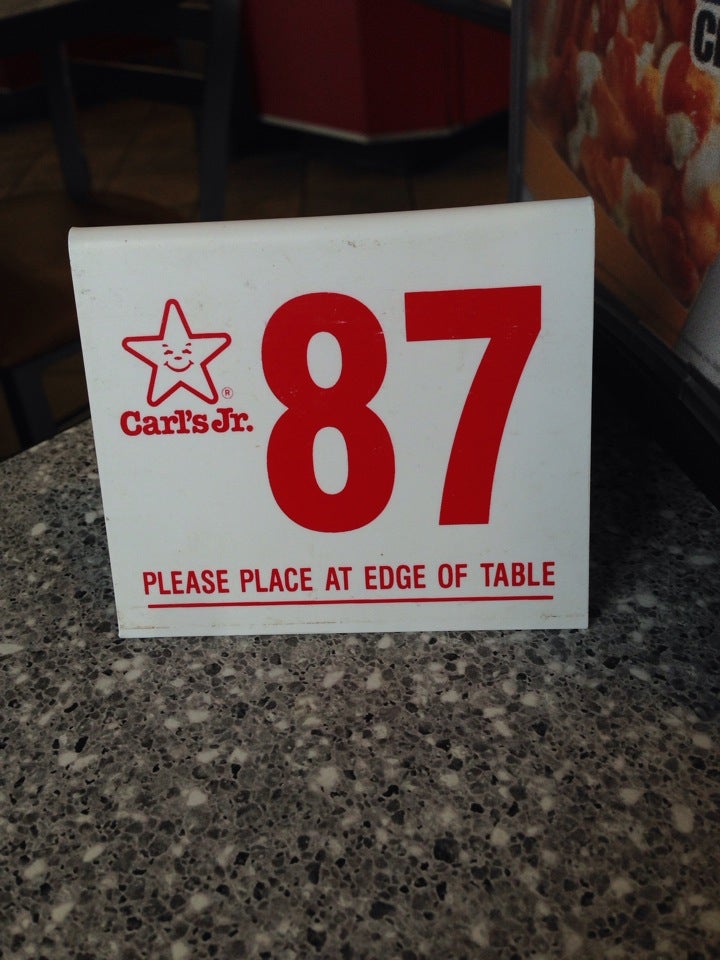 87
®
Carl's Jr.
PLEASE PLACE AT EDGE OF TABLE